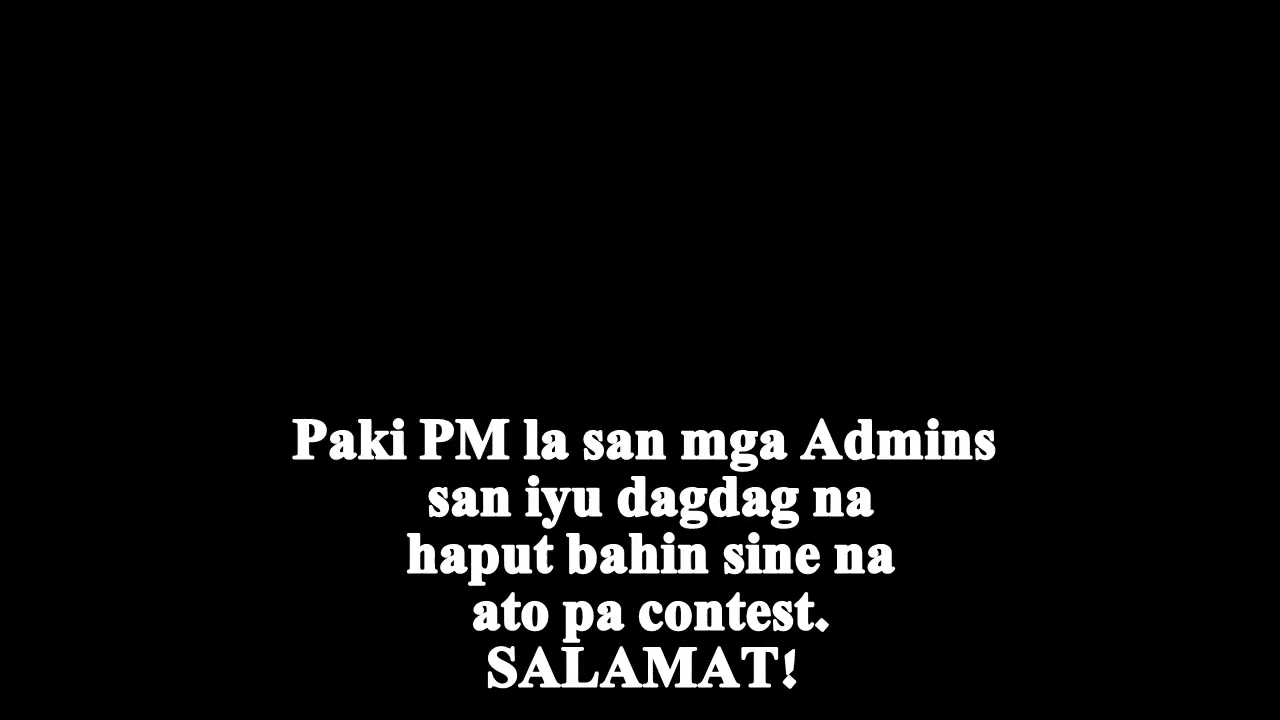 Paki PM la san mga Admins
san iyu dagdag na
haput bahin sine na
ato pa contest.
SALAMAT!